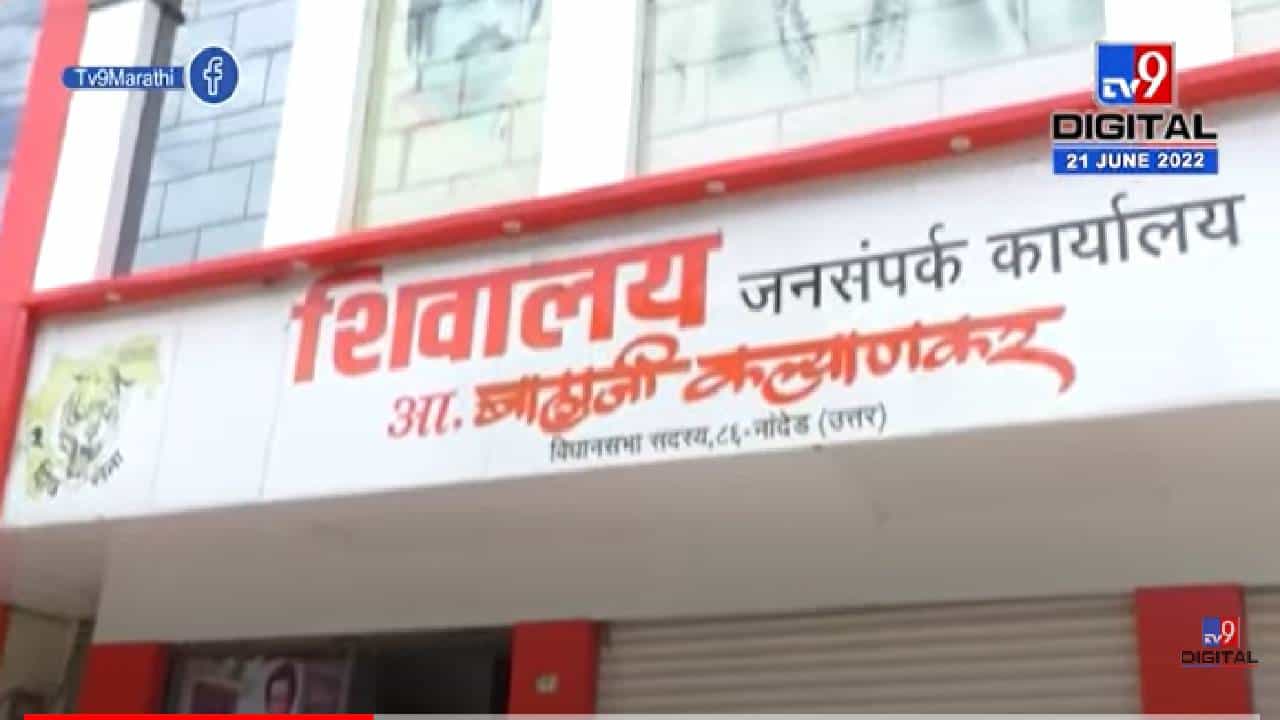 Tv9Marathi
TV9
DIGITAL
21 JUNE 2022
शिवालय जनसंपर्क कार्यालय
आ. बालाजी कल्याणकर
विधानसभा सदस्य, ८६-नांदेड (उत्तर)
TV9
DIGITAL